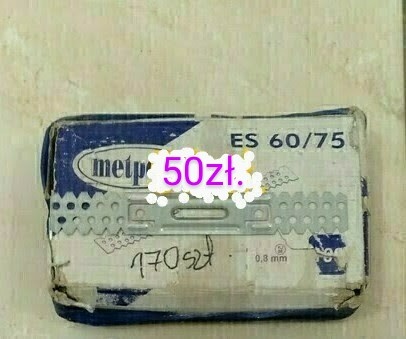 ES 60/75
metp
50zł.
170szt
0,8 mm